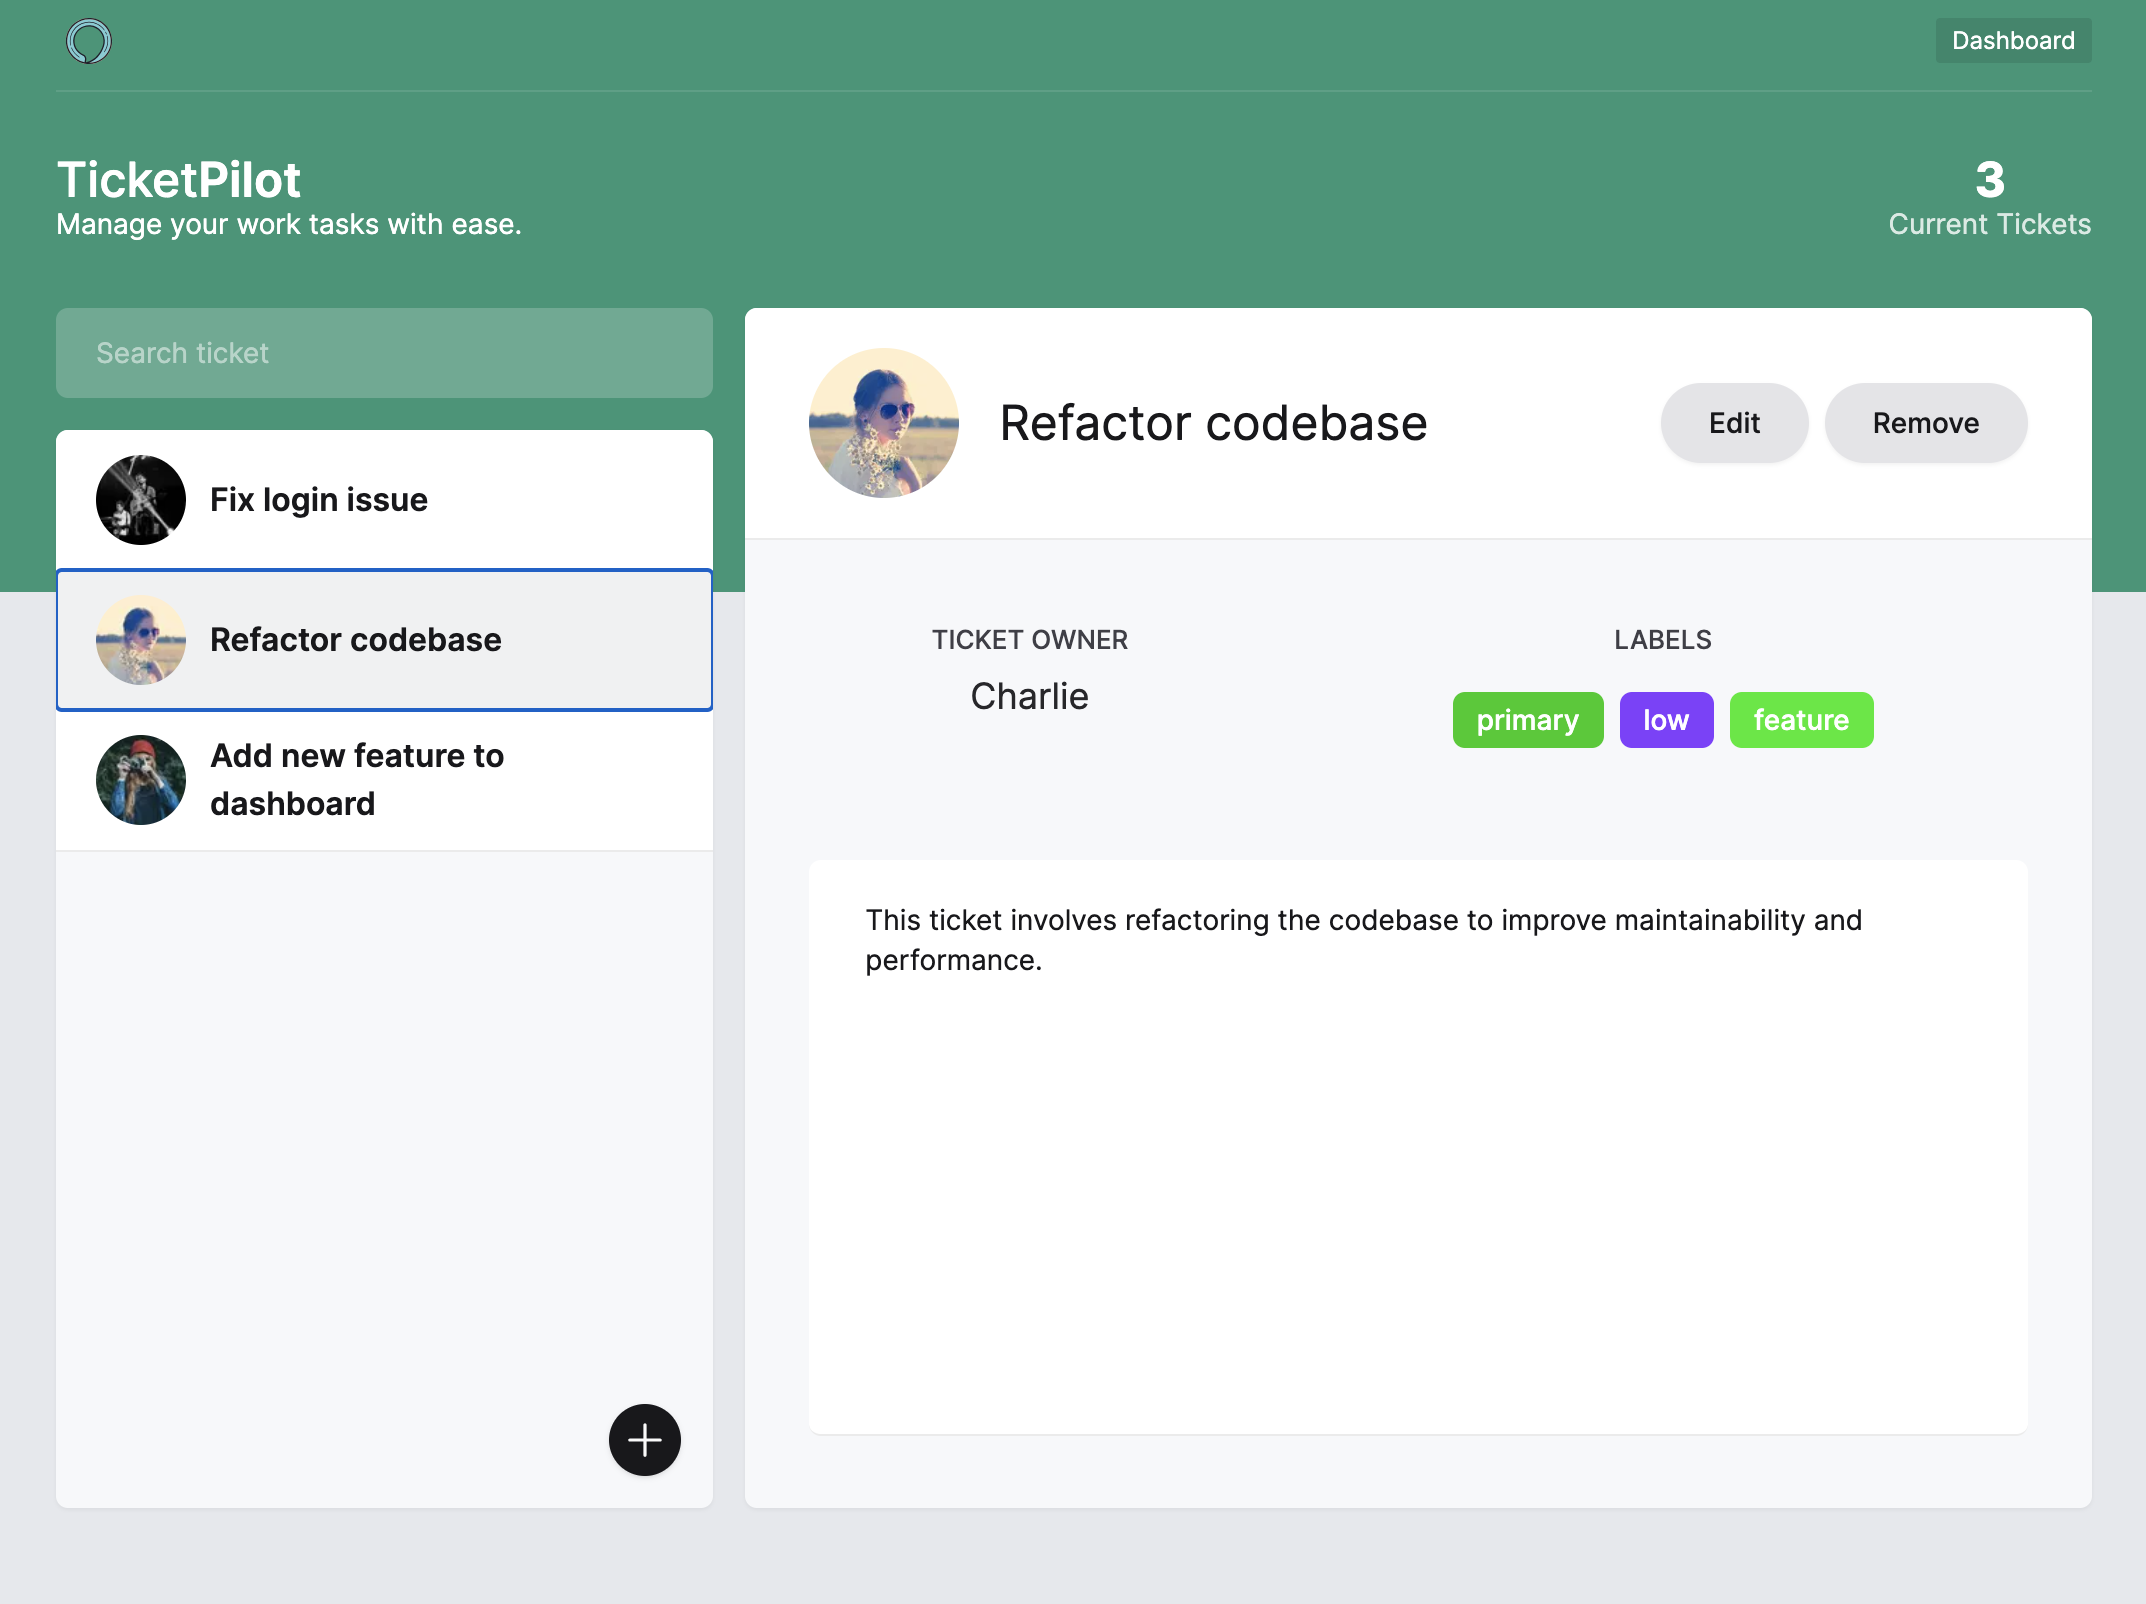 Dashboard
TicketPilot
Manage your work tasks with ease.
3
Current Tickets
Search ticket
Fix login issue
Refactor codebase
Add new feature to
dashboard
Refactor codebase
Edit
Remove
TICKET OWNER
Charlie
LABELS
primary
low
feature
This ticket involves refactoring the codebase to improve maintainability and
performance.